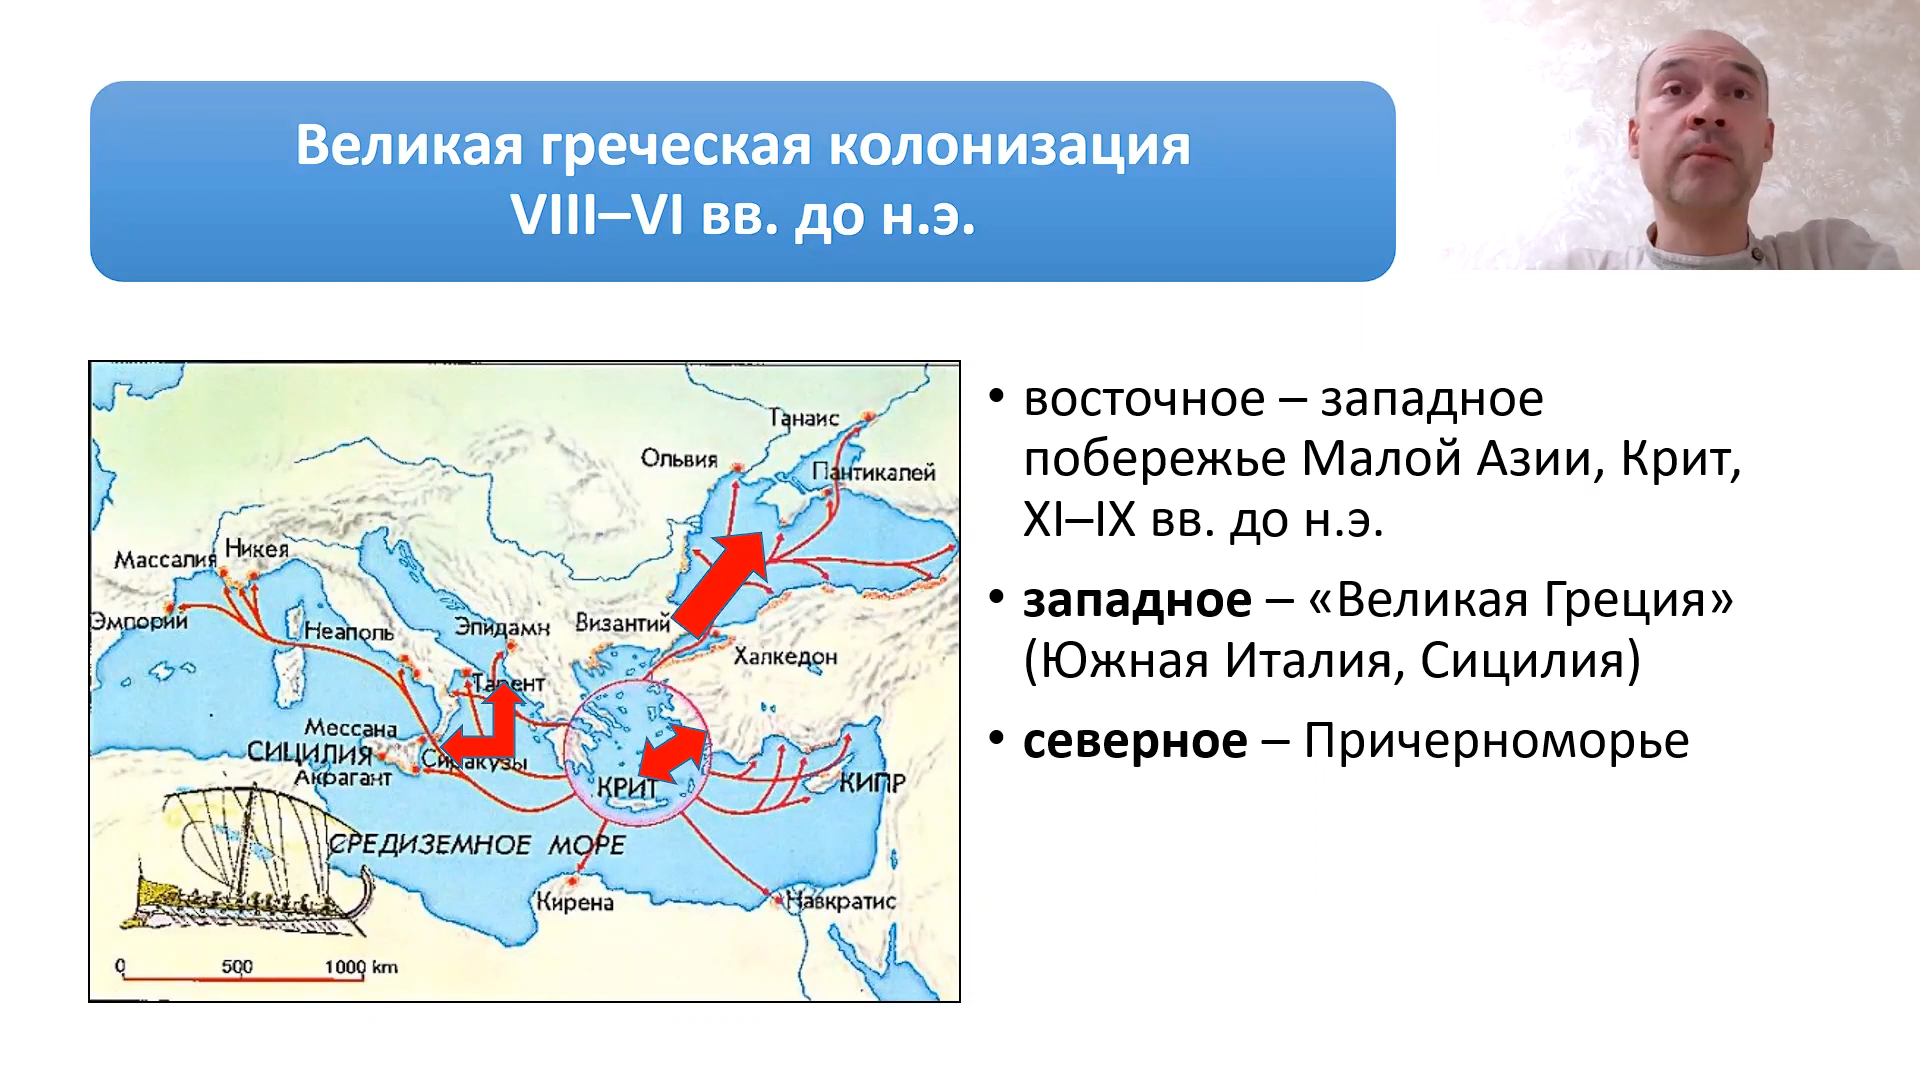 Великая греческая колонизация
VIII–VI вв. до н.э.
Танаис
Ольвия
Пантикапей
Массалия
Никея
Эмпорий
Неаполь
Эпидамн
Византий
Халкедон
Тарент
Мессана
СИЦИЛИЯ
Сиракузы
Акрагант
КРИТ
КИПР
СРЕДИЗЕМНОЕ МОРЕ
Кирена
Навкратис
0 500 1000 km
• восточное – западное
побережье Малой Азии, Крит,
XI–IX вв. до н.э.
• западное – «Великая Греция»
(Южная Италия, Сицилия)
• северное – Причерноморье